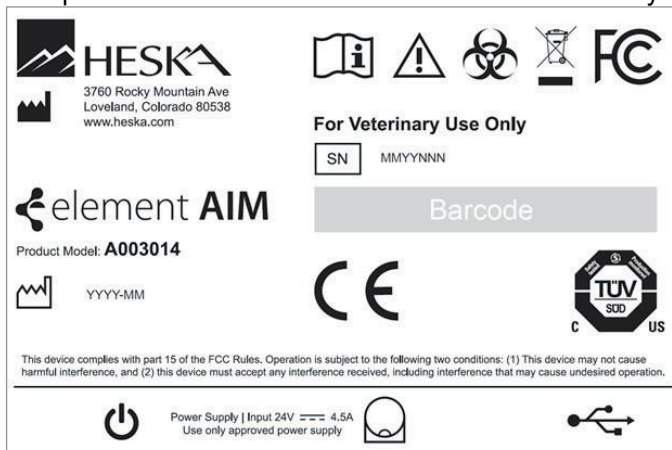 HESKA
3760 Rocky Mountain Ave
Loveland, Colorado 80538
www.heska.com
i
FC
For Veterinary Use Only
SN MMYYNNN
element AIM
Barcode
Product Model: A003014
YYYY-MM
CE
TÜV
SÜD
C US
This device complies with part 15 of the FCC Rules. Operation is subject to the following two conditions: (1) This device may not cause
harmful interference, and (2) this device must accept any interference received, including interference that may cause undesired operation.
Power Supply | Input 24V 4.5A
Use only approved power supply